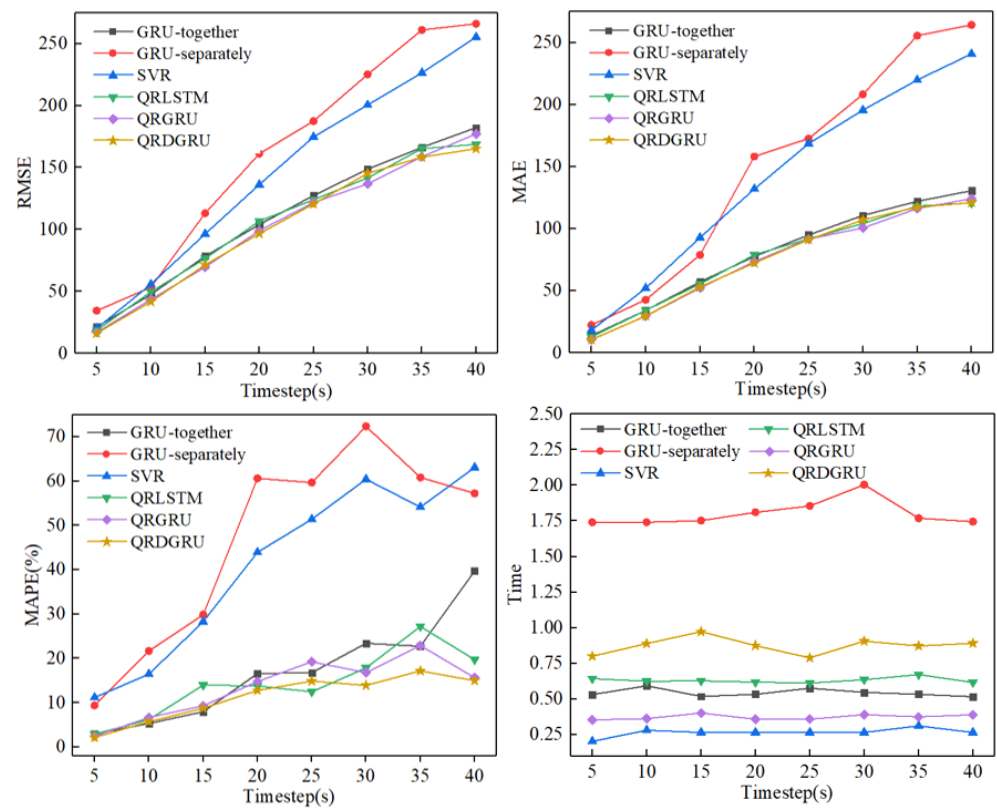 RMSE
250
200
150
100
50
0
GRU-together
GRU-separately
SVR
QRLSTM
QRGRU
QRDGRU
5 10 15 20 25 30 35 40
Timestep(s)
MAE
250
200
150
100
50
0
GRU-together
GRU-separately
SVR
QRLSTM
QRGRU
QRDGRU
5 10 15 20 25 30 35 40
Timestep(s)
MAPE(%)
70
60
50
40
30
20
10
0
GRU-together
GRU-separately
SVR
QRLSTM
QRGRU
QRDGRU
5 10 15 20 25 30 35 40
Timestep(s)
Time
2.50
2.25
2.00
1.75
1.50
1.25
1.00
0.75
0.50
0.25
GRU-together QRLSTM
GRU-separately QRGRU
SVR QRDGRU
5 10 15 20 25 30 35 40
Timestep(s)